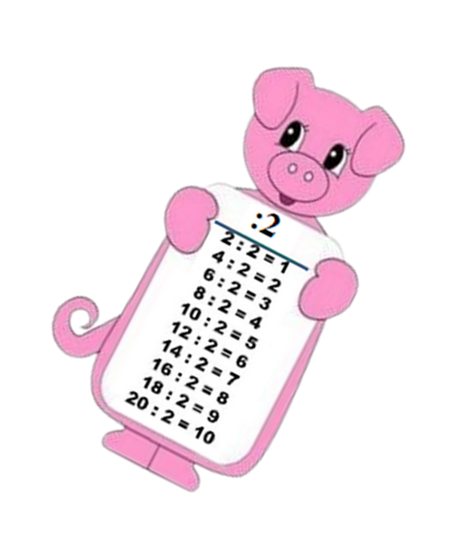 :2
2 : 2 = 1
4 : 2 = 2
6 : 2 = 3
8 : 2 = 4
10 : 2 = 5
12 : 2 = 6
14 : 2 = 7
16 : 2 = 8
18 : 2 = 9
20 : 2 = 10